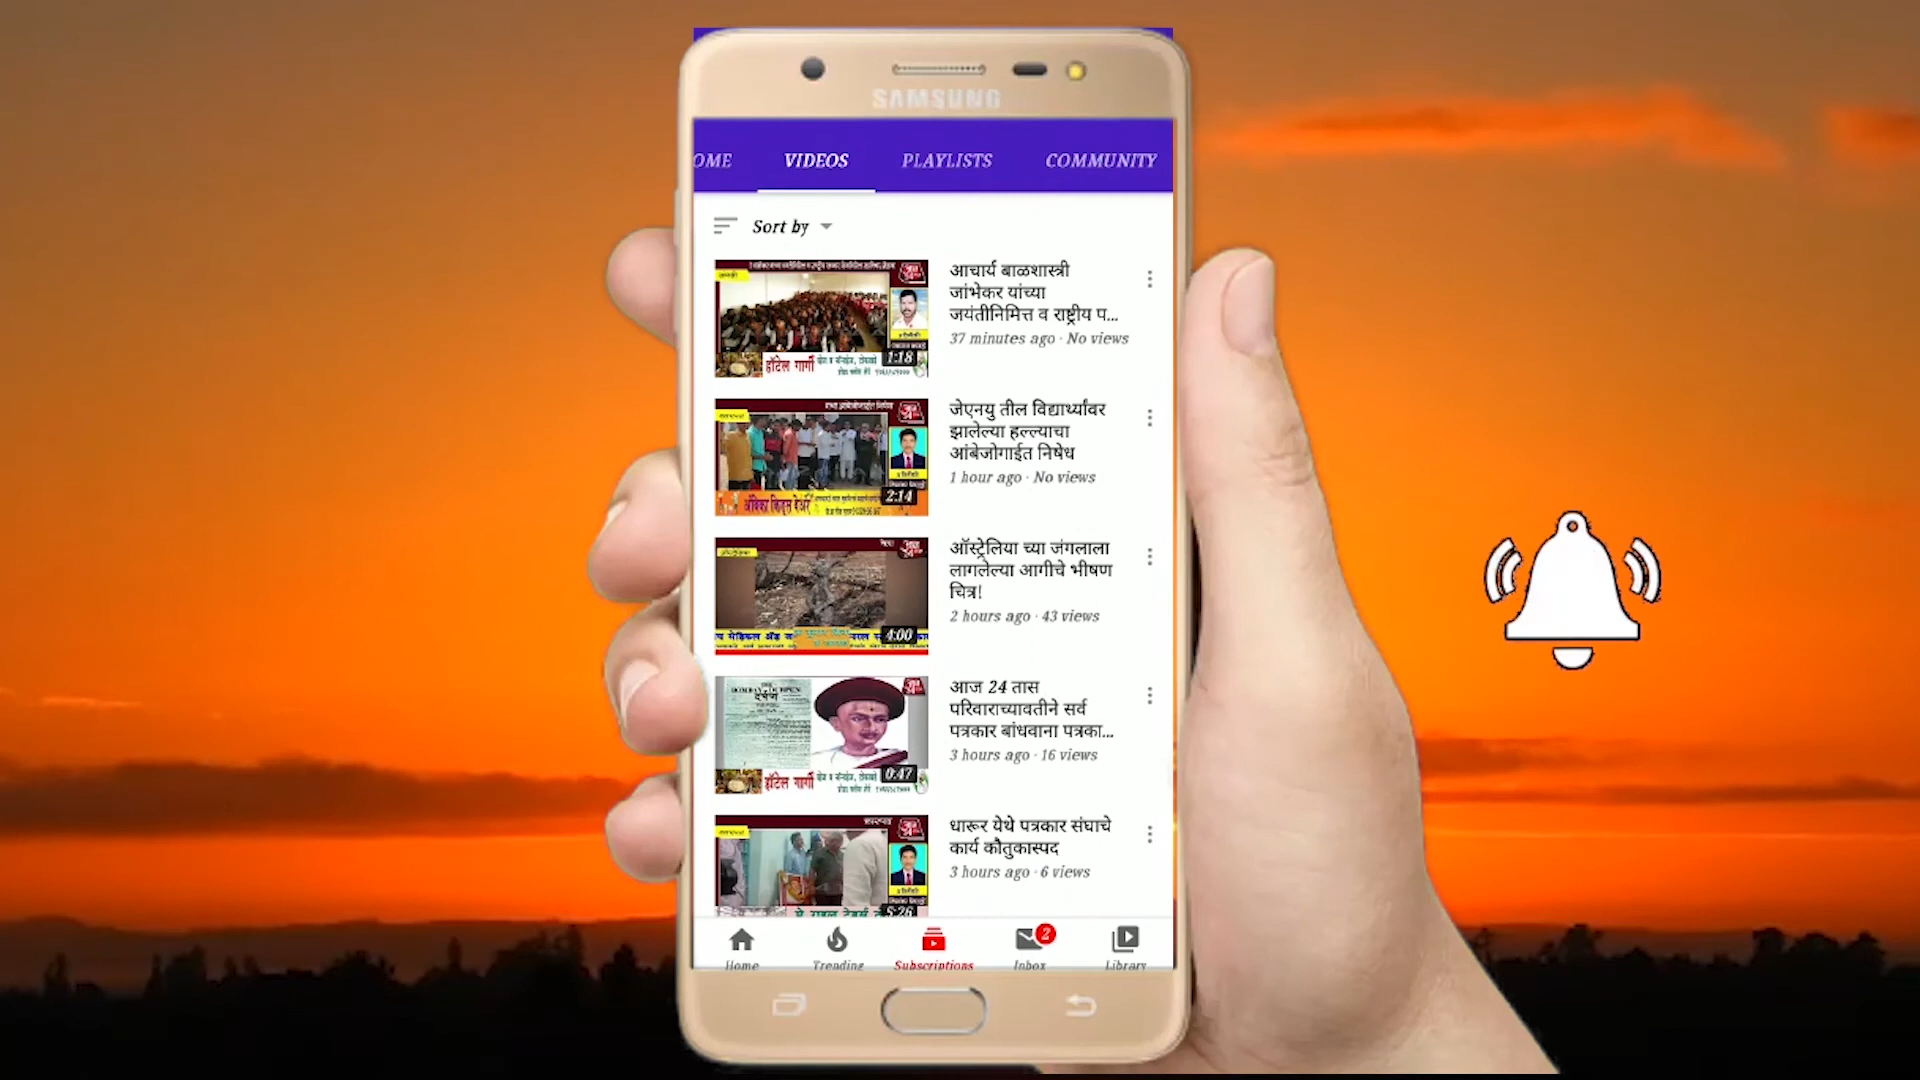 SAMSUNG
OME VIDEOS PLAYLISTS COMMUNITY
Sort by
आचार्य बाळशास्त्री
जांभेकर यांच्या
जयंतीनिमित्त व राष्ट्रीय प...
37 minutes ago · No views
हॉटेल गार्गी
1:18
जेएनयु तील विद्यार्थ्यांवर
झालेल्या हल्ल्याचा
आंबेजोगाईत निषेध
1 hour ago · No views
2:14
ऑस्ट्रेलिया च्या जंगलाला
लागलेल्या आगीचे भीषण
चित्र!
2 hours ago · 43 views
4:00
आज 24 तास
परिवाराच्यावतीने सर्व
पत्रकार बांधवाना पत्रका...
3 hours ago · 16 views
हॉटेल गार्गी
0:47
धारूर येथे पत्रकार संघाचे
कार्य कौतुकास्पद
3 hours ago · 6 views
5:26
2
Home Trending Subscriptions Inbox Library